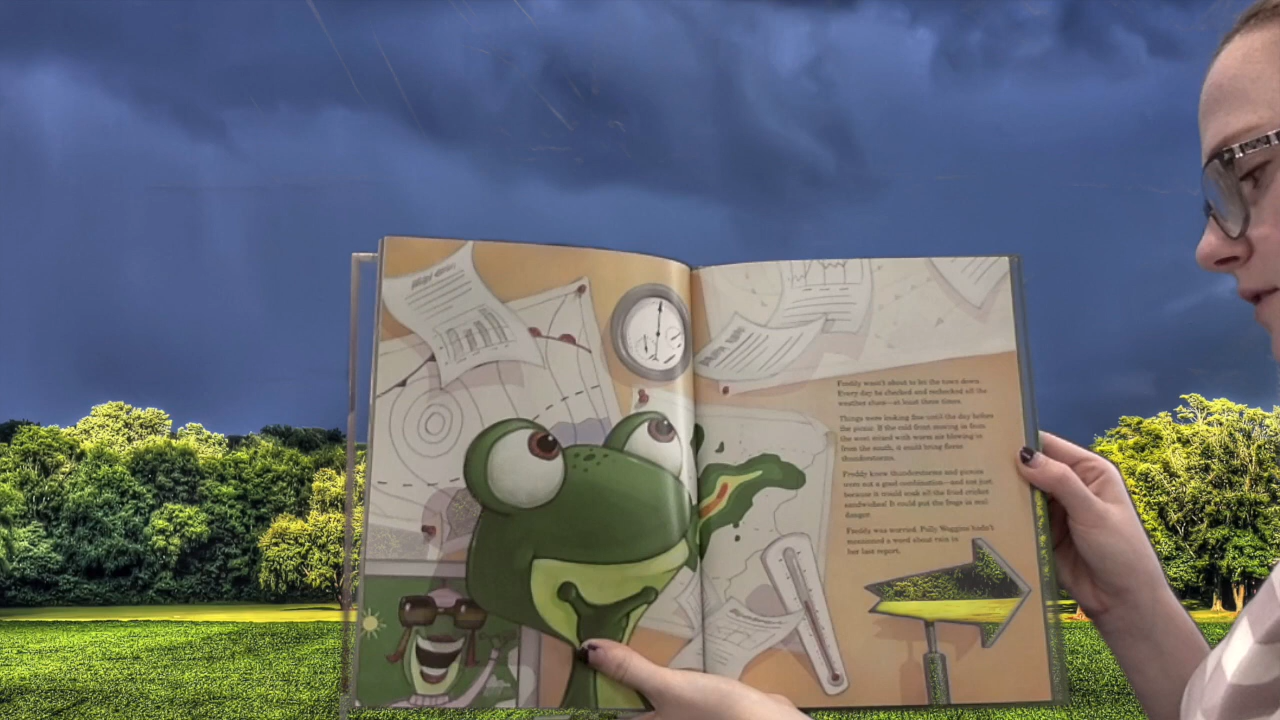 Freddy wasn't about to let the town down.
Every day he checked and rechecked all the
weather clues—at least three times.
Things were looking fine until the day before
the picnic. If the cold front moving in from
the west mixed with warm air blowing in
from the south, it could bring fierce
thunderstorms.
Freddy knew thunderstorms and picnics
were not a good combination—and not just
because it would soak all the fried cricket
sandwiches! It could put the frogs in real
danger.
Freddy was worried. Polly Woggins hadn't
mentioned a word about rain in
her last report.